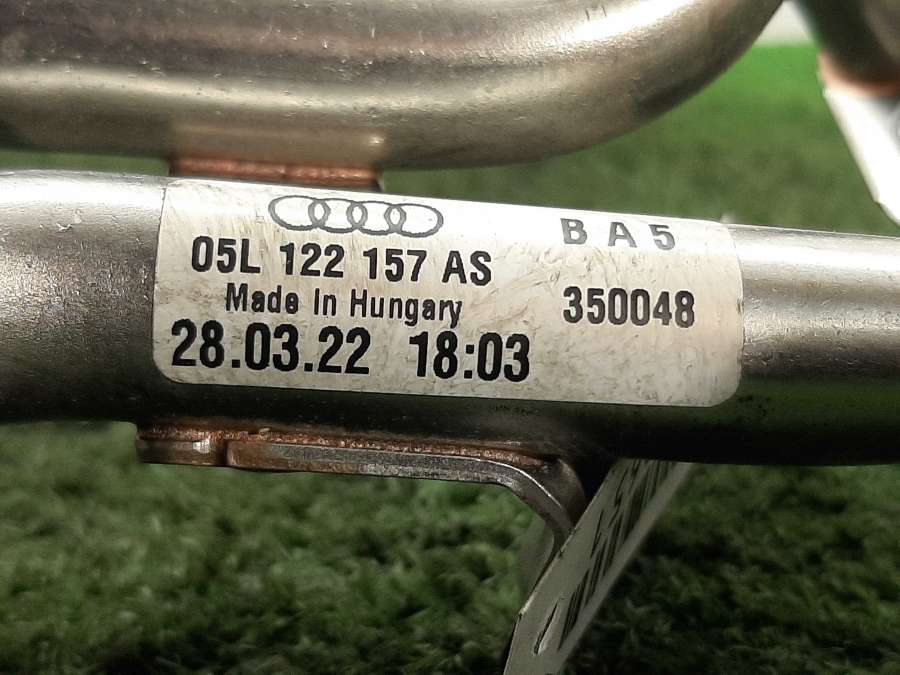 05L 122 157 AS
BA5
Made In Hungary
350048
28.03.22 18:03